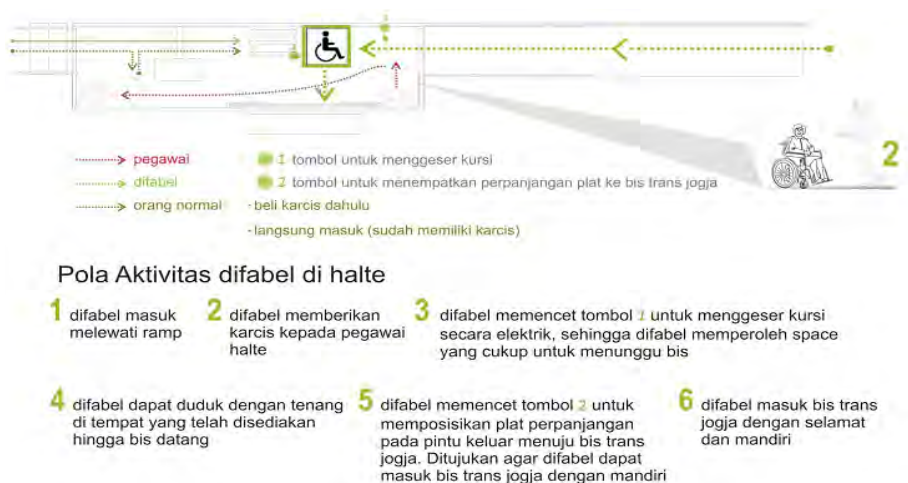 2
pegawai
1 tombol untuk menggeser kursi
difabel
2 tombol untuk menempatkan perpanjangan plat ke bis trans jogja
orang normal
-beli karcis dahulu
-langsung masuk (sudah memiliki karcis)
Pola Aktivitas difabel di halte
1 difabel masuk
melewati ramp
2 difabel memberikan
karcis kepada pegawai
halte
3 difabel memencet tombol 1 untuk menggeser kursi
secara elektrik, sehingga difabel memperoleh space
yang cukup untuk menunggu bis
4 difabel dapat duduk dengan tenang
di tempat yang telah disediakan
hingga bis datang
5 difabel memencet tombol 2 untuk
memposisikan plat perpanjangan
pada pintu keluar menuju bis trans
jogja. Ditujukan agar difabel dapat
masuk bis trans jogja dengan mandiri
6 difabel masuk bis trans
jogja dengan selamat
dan mandiri